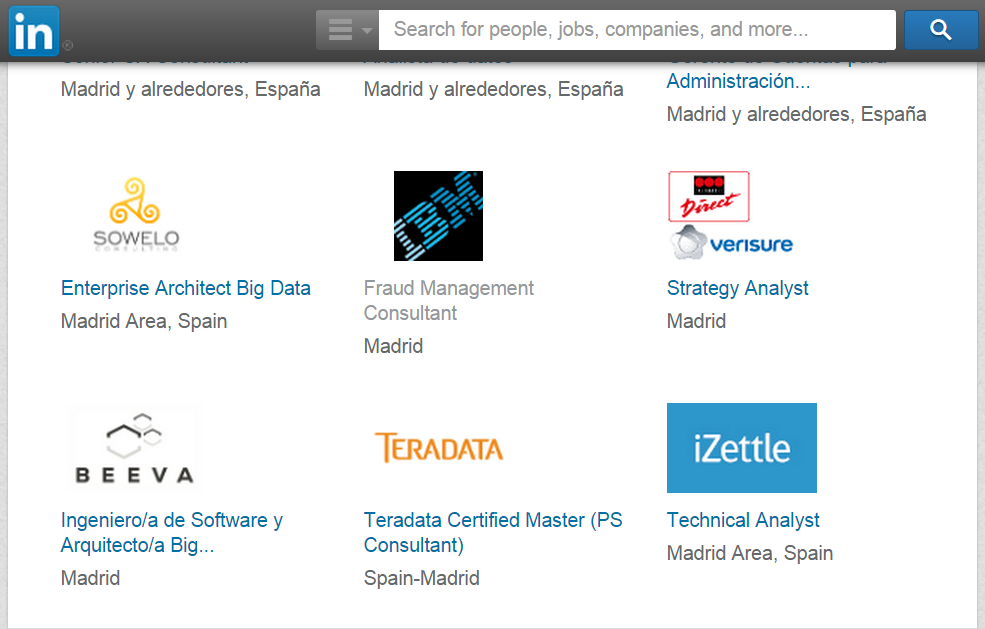 in ®
Search for people, jobs, companies, and more...
Administración...
Madrid y alrededores, España
Madrid y alrededores, España
Madrid y alrededores, España
SOWELO
CONSULTING
IBM
Direct
verisure
Enterprise Architect Big Data
Madrid Area, Spain
Fraud Management
Consultant
Madrid
Strategy Analyst
Madrid
BEEVA
TERADATA
iZettle
Ingeniero/a de Software y
Arquitecto/a Big...
Madrid
Teradata Certified Master (PS
Consultant)
Spain-Madrid
Technical Analyst
Madrid Area, Spain